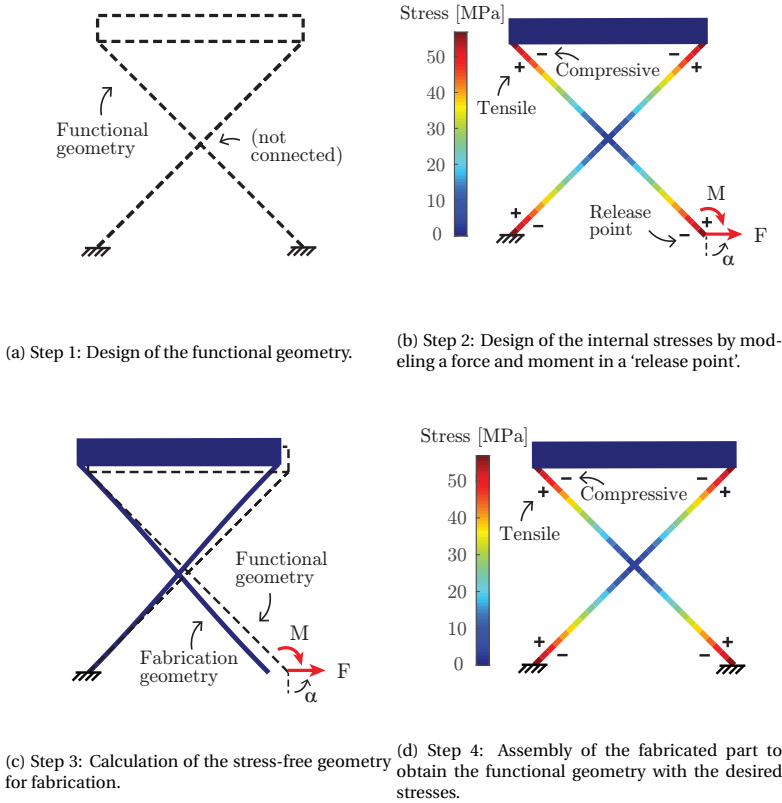 Functional
geometry
(not
connected)
(a) Step 1: Design of the functional geometry.
Stress [MPa]
50
40
30
20
10
0
−
−
+
+
Compressive
Tensile
Release
point
+
−
−
+
M
F
α
(b) Step 2: Design of the internal stresses by mod-
eling a force and moment in a ‘release point’.
Functional
geometry
Fabrication
geometry
M
F
α
(c) Step 3: Calculation of the stress-free geometry
for fabrication.
Stress [MPa]
50
40
30
20
10
0
−
−
+
+
Compressive
Tensile
+
−
−
+
(d) Step 4: Assembly of the fabricated part to
obtain the functional geometry with the desired
stresses.